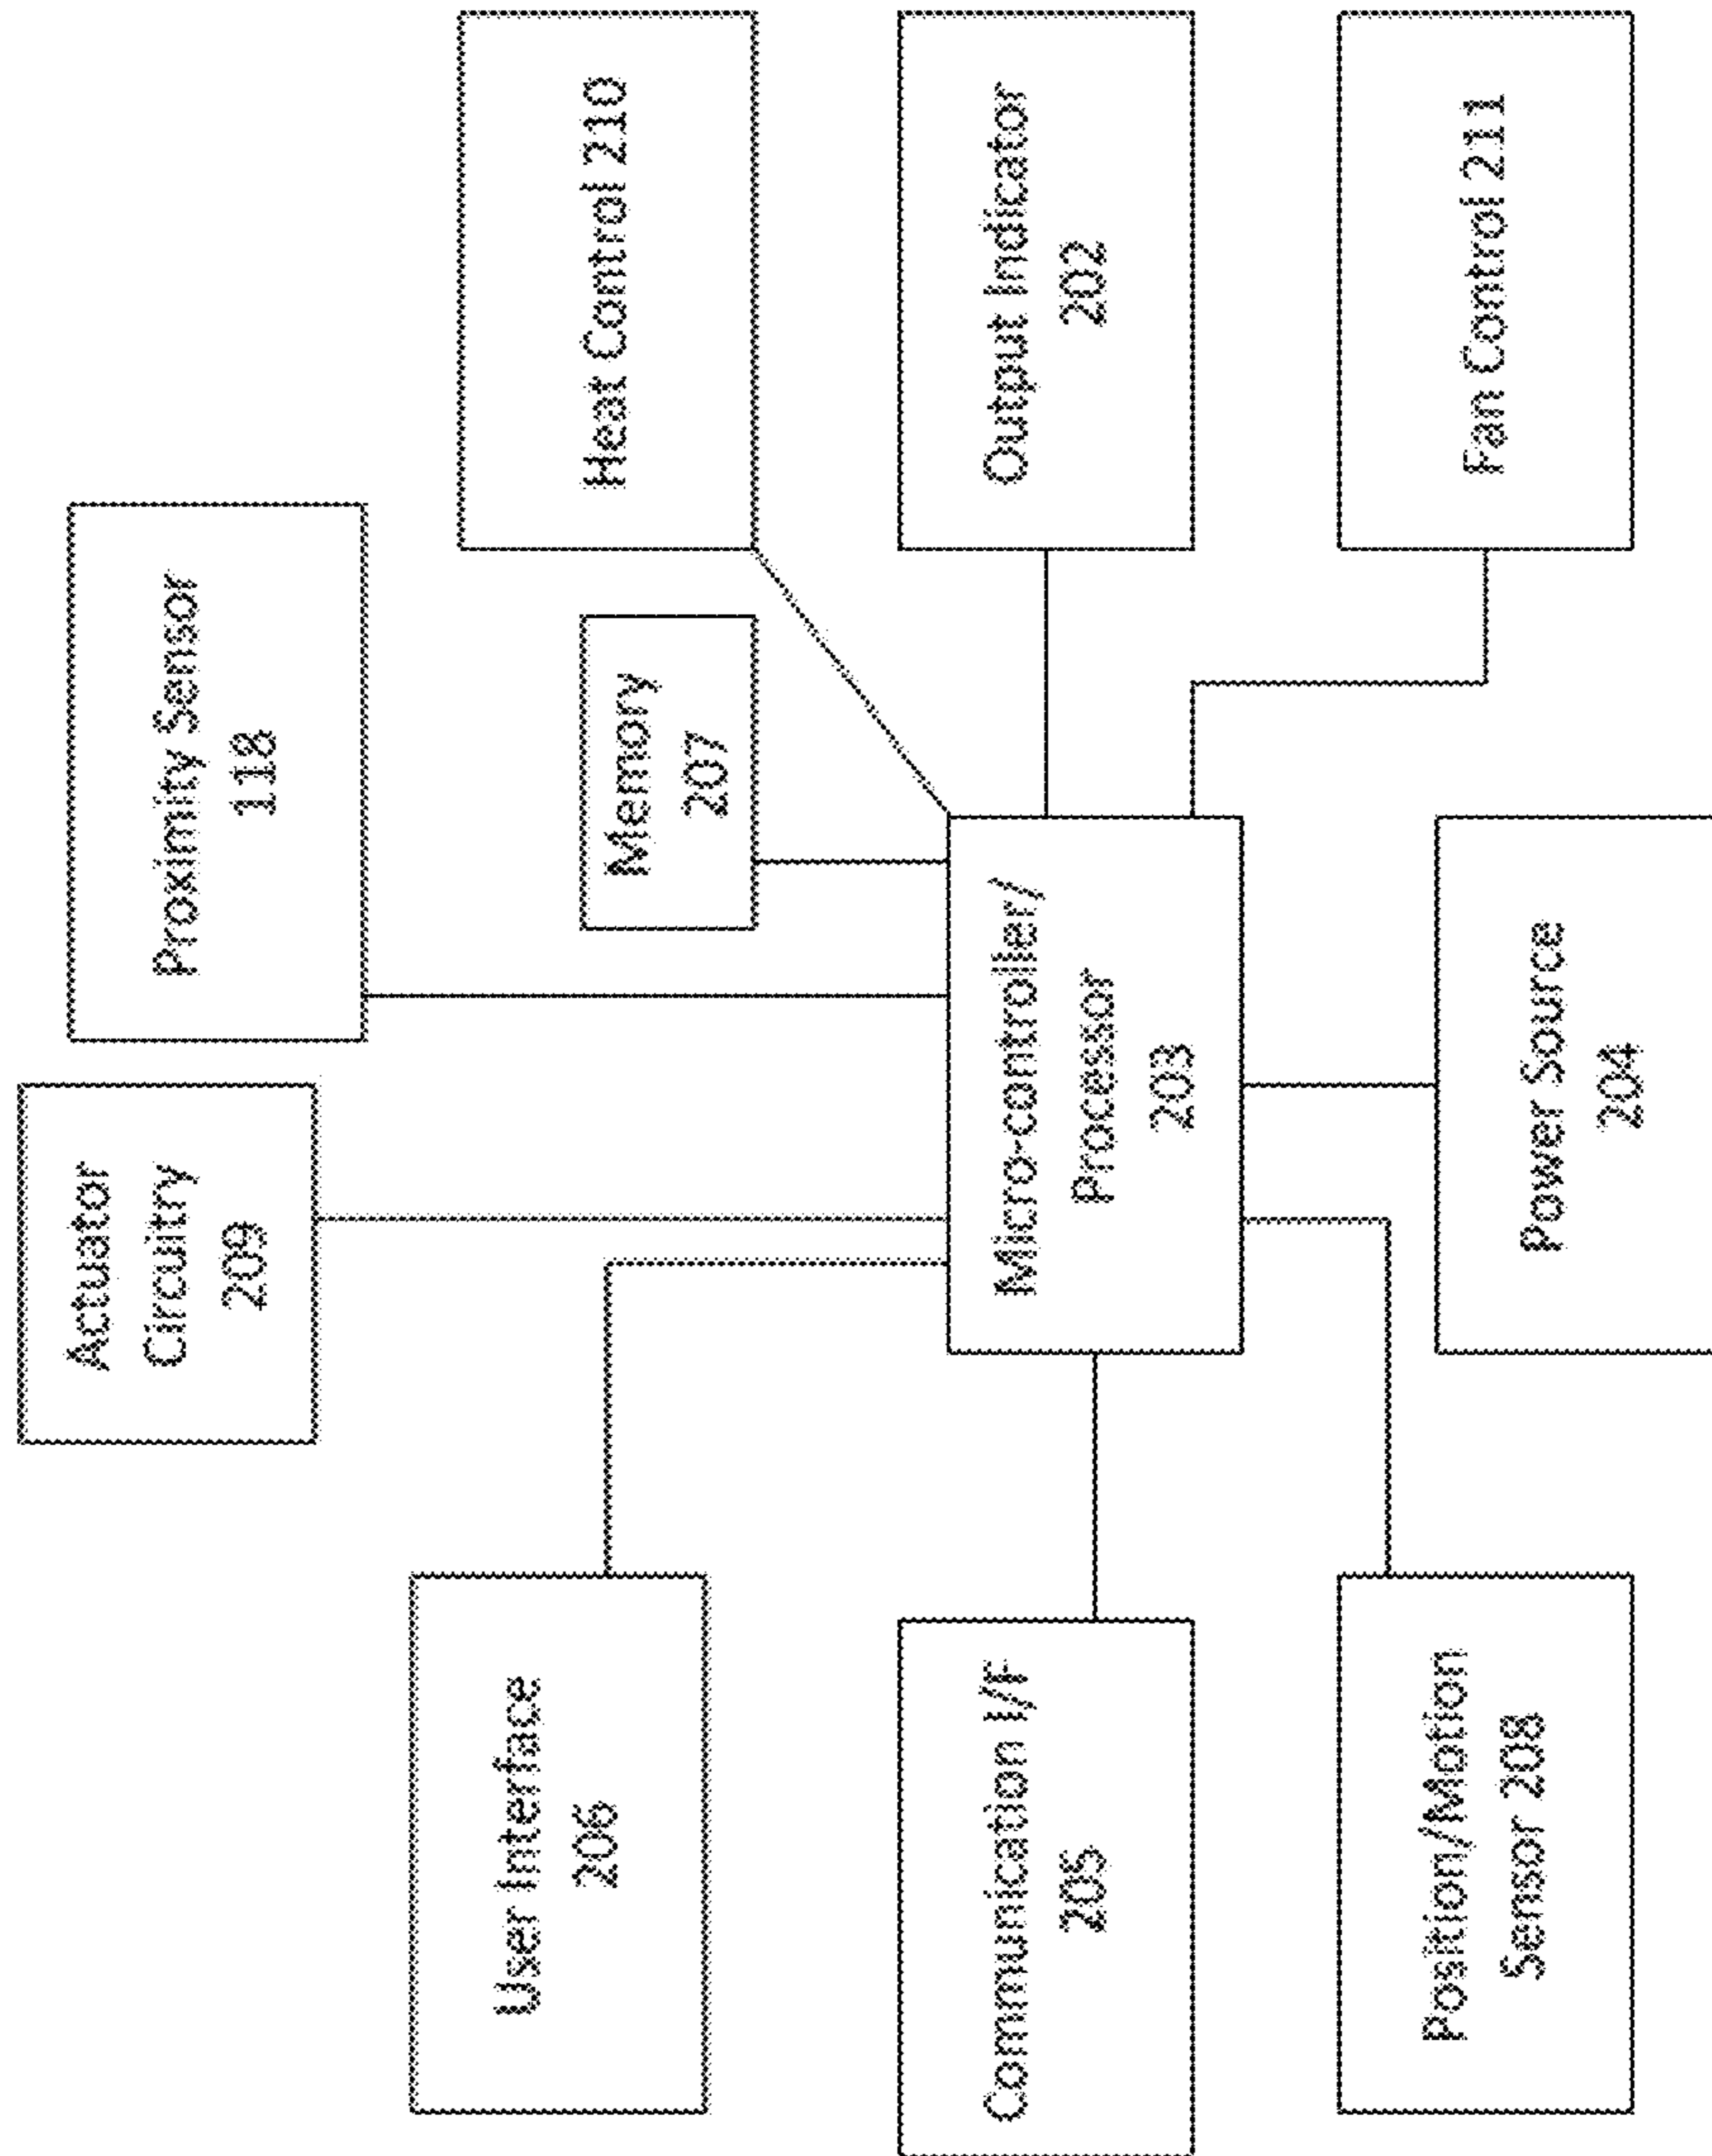 Actuator
Circuitry
209
Proximity Sensor
118
User Interface
206
Memory
207
Heat Control 210
Communication I/F
205
Micro-controller/
Processor
203
Output Indicator
202
Position/Motion
Sensor 208
Power Source
204
Fan Control 211